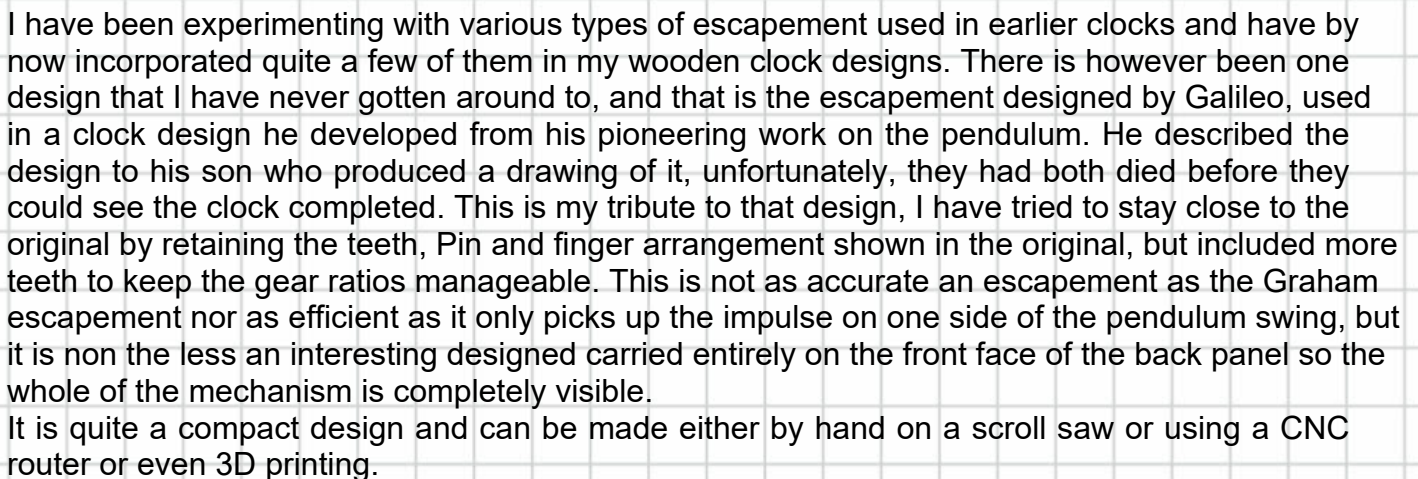 I have been experimenting with various types of escapement used in earlier clocks and have by
now incorporated quite a few of them in my wooden clock designs. There is however been one
design that I have never gotten around to, and that is the escapement designed by Galileo, used
in a clock design he developed from his pioneering work on the pendulum. He described the
design to his son who produced a drawing of it, unfortunately, they had both died before they
could see the clock completed. This is my tribute to that design, I have tried to stay close to the
original by retaining the teeth, Pin and finger arrangement shown in the original, but included more
teeth to keep the gear ratios manageable. This is not as accurate an escapement as the Graham
escapement nor as efficient as it only picks up the impulse on one side of the pendulum swing, but
it is non the less an interesting designed carried entirely on the front face of the back panel so the
whole of the mechanism is completely visible.
It is quite a compact design and can be made either by hand on a scroll saw or using a CNC
router or even 3D printing.